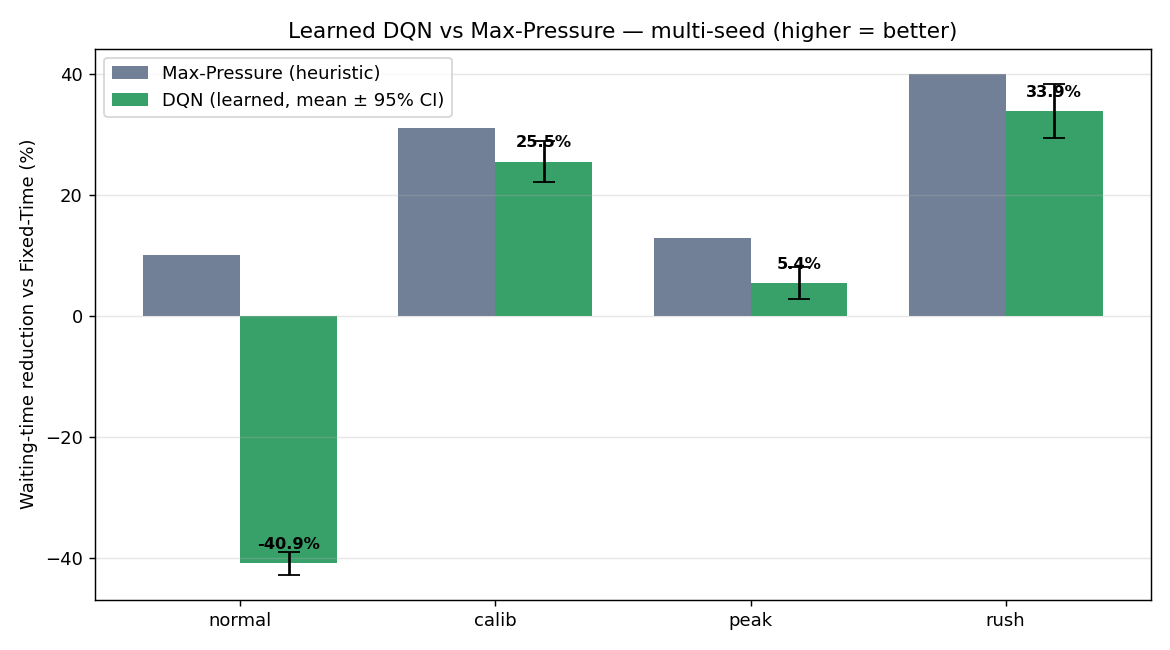 Learned DQN vs Max-Pressure — multi-seed (higher = better)
Max-Pressure (heuristic)
DQN (learned, mean ± 95% CI)
Waiting-time reduction vs Fixed-Time (%)
40
20
0
−20
−40
-40.9%
25.5%
5.4%
33.9%
normal
calib
peak
rush